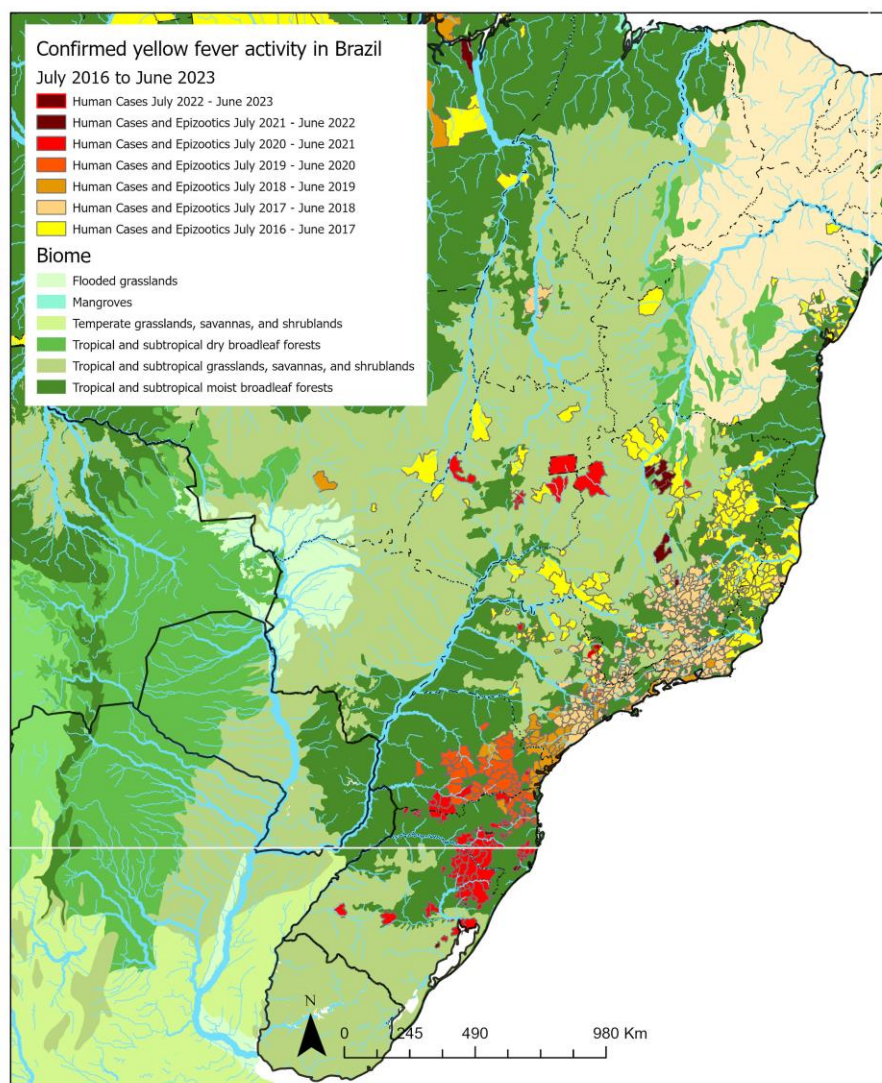 Confirmed yellow fever activity in Brazil
July 2016 to June 2023
Human Cases July 2022 - June 2023
Human Cases and Epizootics July 2021 - June 2022
Human Cases and Epizootics July 2020 - June 2021
Human Cases and Epizootics July 2019 - June 2020
Human Cases and Epizootics July 2018 - June 2019
Human Cases and Epizootics July 2017 - June 2018
Human Cases and Epizootics July 2016 - June 2017
Biome
Flooded grasslands
Mangroves
Temperate grasslands, savannas, and shrublands
Tropical and subtropical dry broadleaf forests
Tropical and subtropical grasslands, savannas, and shrublands
Tropical and subtropical moist broadleaf forests
N
0 245 490 980 Km